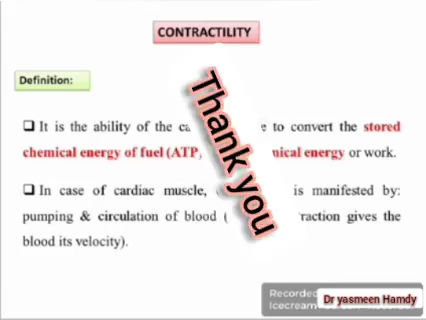 CONTRACTILITY
Definition:
It is the ability of the ca e to convert the stored
chemical energy of fuel (ATP, nical energy or work.
In case of cardiac muscle, is manifested by:
pumping & circulation of blood ( raction gives the
blood its velocity).
Thank you
Recorded
Icecream
Dr yasmeen Hamdy